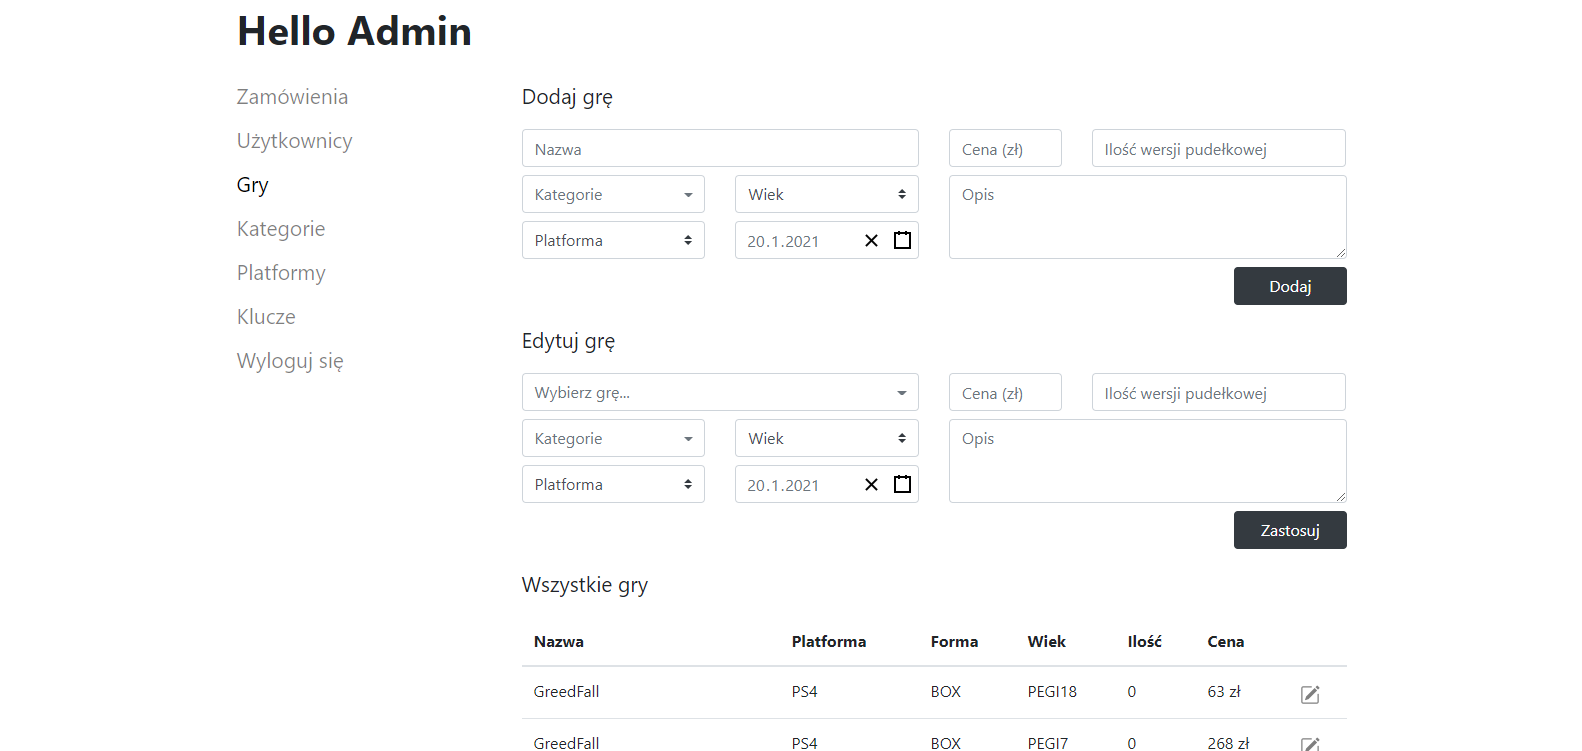 Hello Admin
Zamówienia
Użytkownicy
Gry
Kategorie
Platformy
Klucze
Wyloguj się
Dodaj grę
Nazwa Cena (zł) Ilość wersji pudełkowej
Kategorie Wiek Opis
Platforma 20.1.2021
Dodaj
Edytuj grę
Wybierz grę... Cena (zł) Ilość wersji pudełkowej
Kategorie Wiek Opis
Platforma 20.1.2021
Zastosuj
Wszystkie gry
Nazwa Platforma Forma Wiek Ilość Cena
GreedFall PS4 BOX PEGI18 0 63 zł
GreedFall PS4 BOX PEGI7 0 268 zł